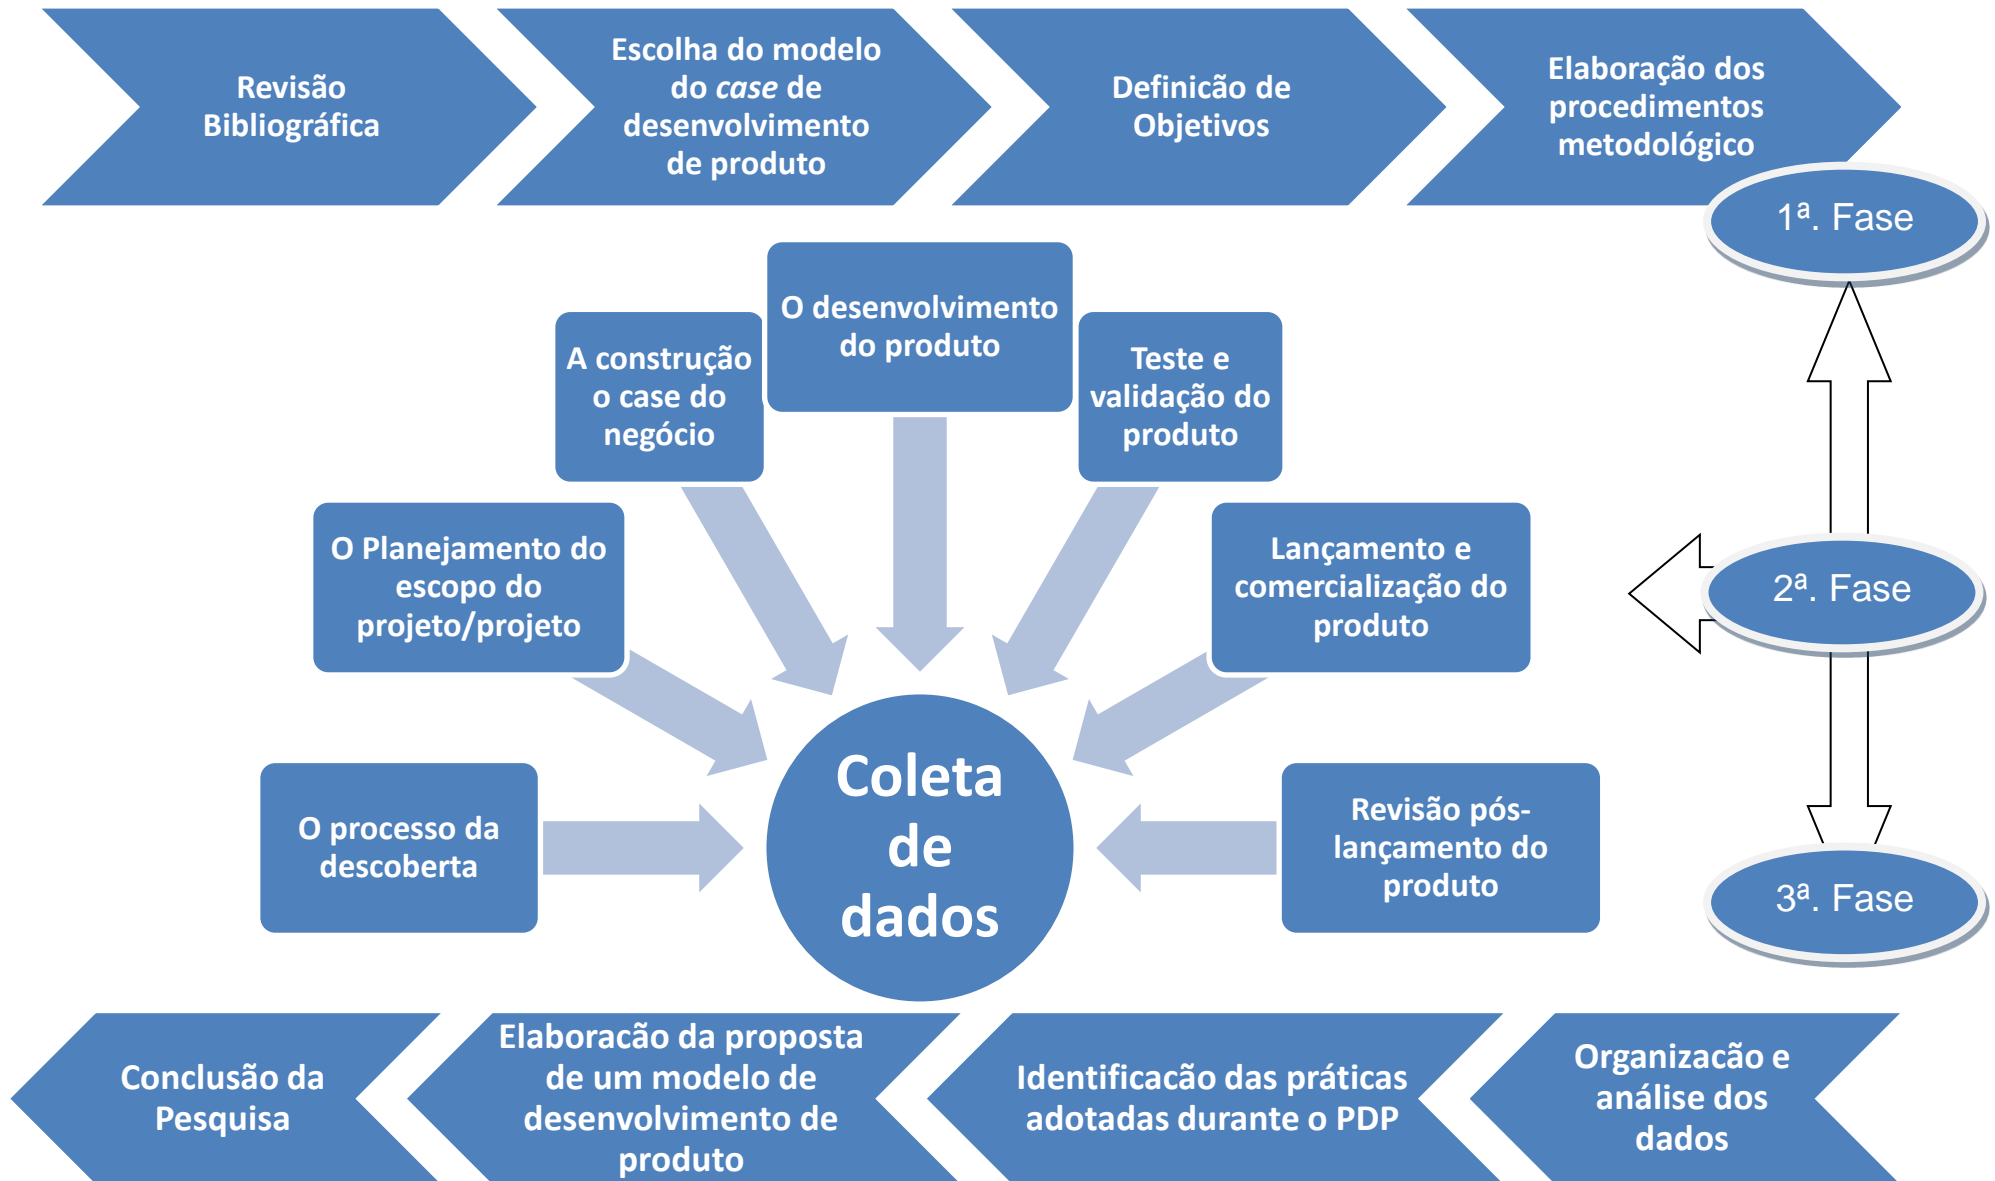 Revisão
Bibliográfica
Escolha do modelo
do case de
desenvolvimento
de produto
Definicão de
Objetivos
Elaboração dos
procedimentos
metodológico
1ª. Fase
O desenvolvimento
do produto
A construção
o case do
negócio
Teste e
validação do
produto
O Planejamento do
escopo do
projeto/projeto
Lançamento e
comercialização do
produto
2ª. Fase
O processo da
descoberta
Coleta
de
dados
Revisão pós-
lançamento do
produto
3ª. Fase
Conclusão da
Pesquisa
Elaboracão da proposta
de um modelo de
desenvolvimento de
produto
Identificacão das práticas
adotadas durante o PDP
Organizacão e
análise dos
dados